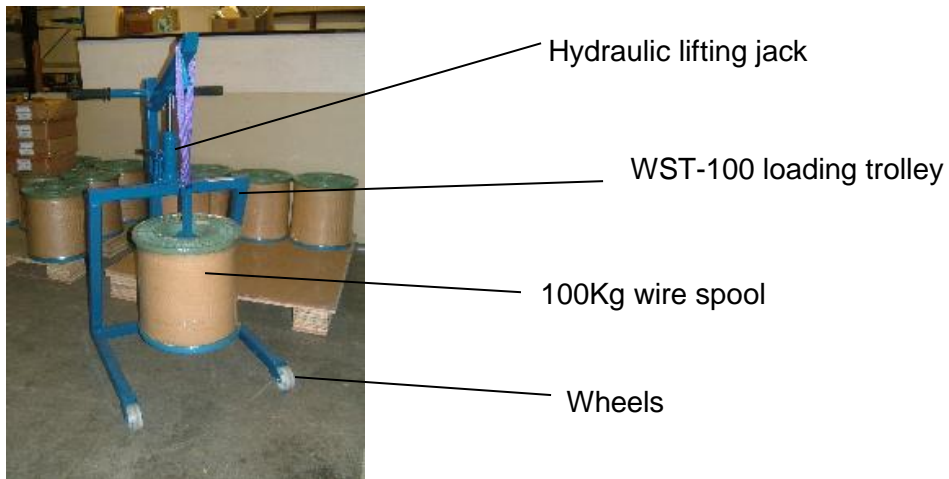 Hydraulic lifting jack
WST-100 loading trolley
100Kg wire spool
Wheels